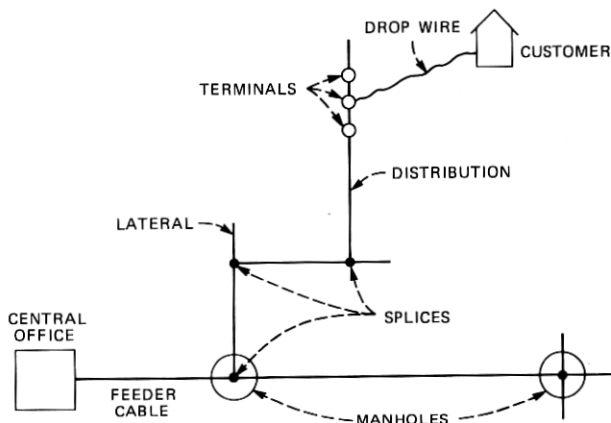 DROP WIRE
CUSTOMER
TERMINALS
DISTRIBUTION
LATERAL
SPLICES
CENTRAL
OFFICE
FEEDER
CABLE
MANHOLES